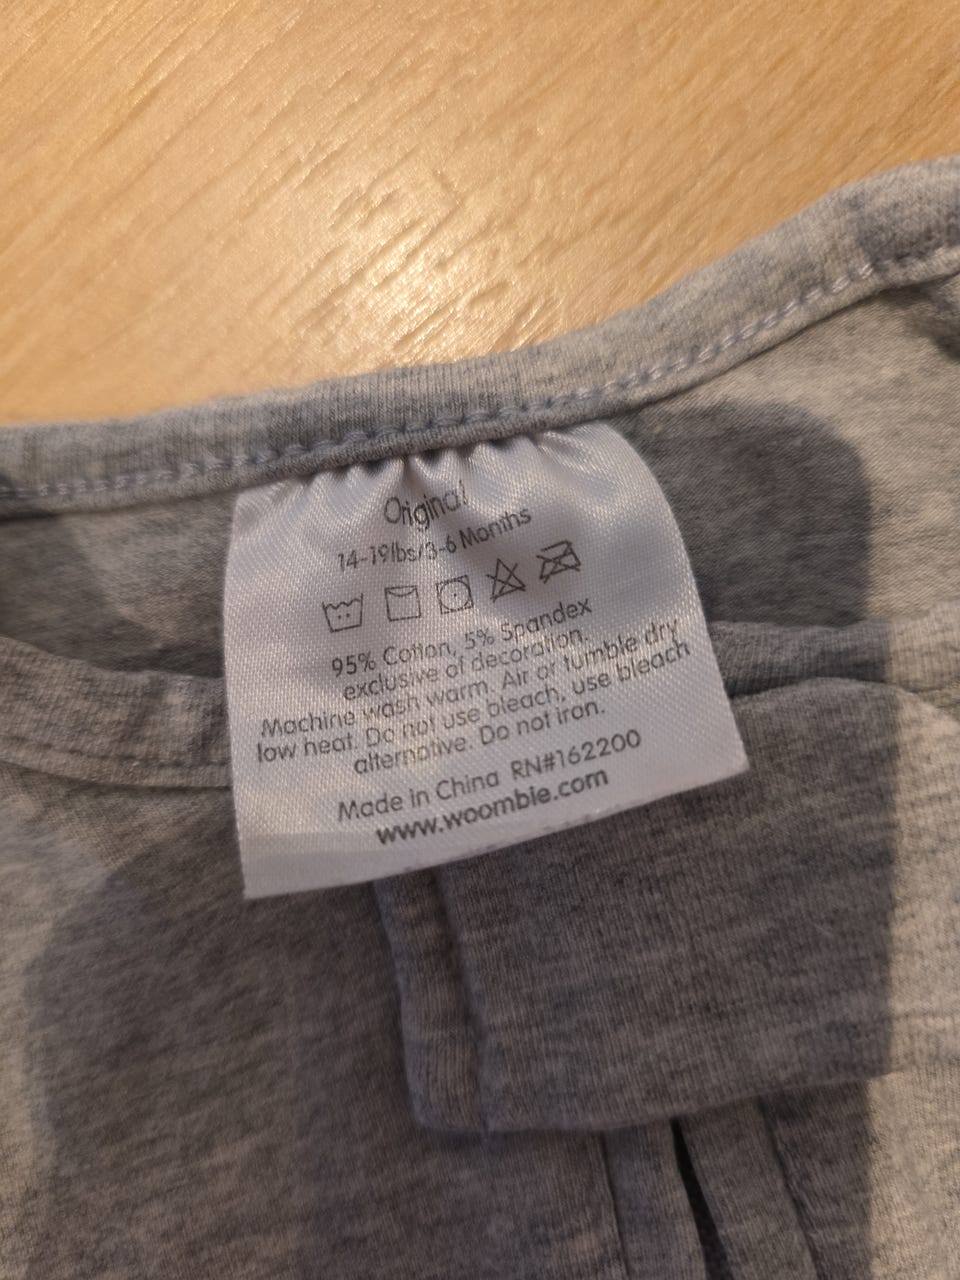 Original
14-19lbs/3-6 Months
95% Cotton, 5% Spandex
exclusive of decoration.
Machine wash warm. Air or tumble dry
low heat. Do not use bleach, use bleach
alternative. Do not iron.
Made in China RN#162200
www.woombie.com